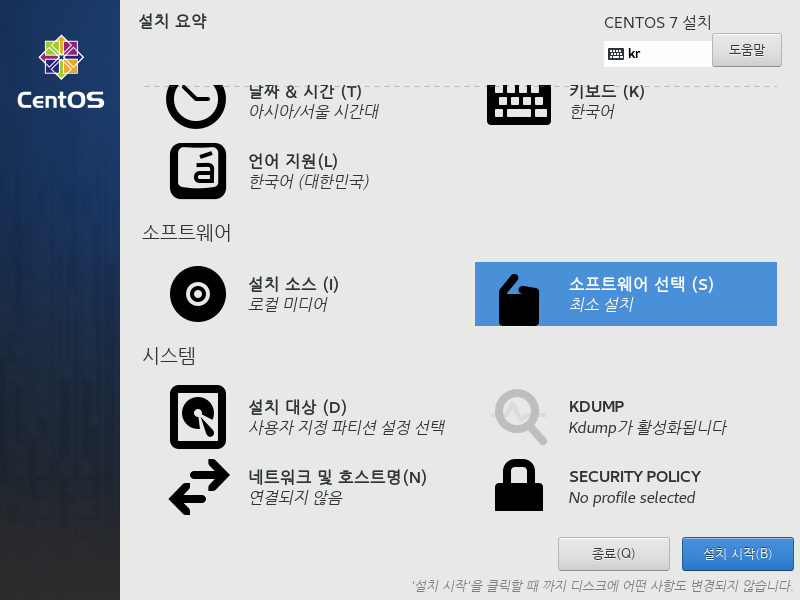 설치 요약
CENTOS 7 설치
kr
도움말
CentOS
날짜 & 시간 (T)
아시아/서울 시간대
키보드 (K)
한국어
언어 지원(L)
한국어 (대한민국)
소프트웨어
설치 소스 (I)
로컬 미디어
소프트웨어 선택 (S)
최소 설치
시스템
설치 대상 (D)
사용자 지정 파티션 설정 선택
KDUMP
Kdump가 활성화됩니다
네트워크 및 호스트명(N)
연결되지 않음
SECURITY POLICY
No profile selected
종료(Q)
설치 시작(B)
'설치 시작'을 클릭할 때 까지 디스크에 어떤 사항도 변경되지 않습니다.